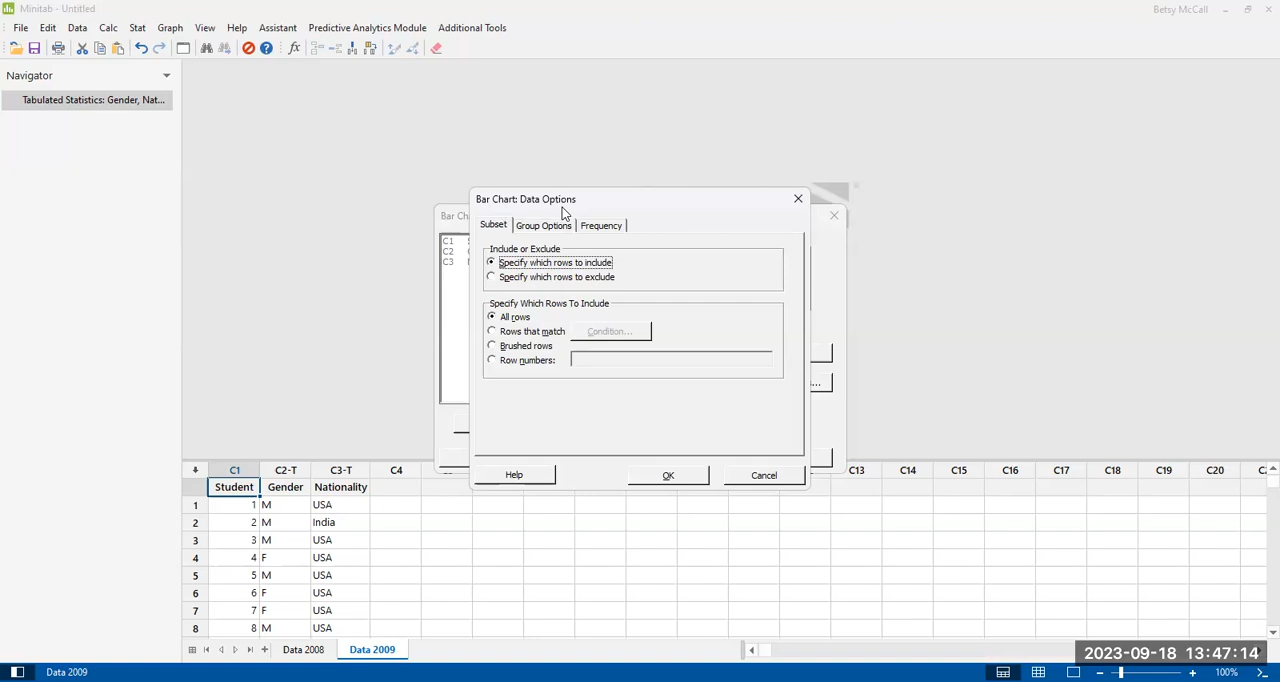 Minitab - Untitled
Betsy McCall
File Edit Data Calc Stat Graph View Help Assistant Predictive Analytics Module Additional Tools
Navigator
Tabulated Statistics: Gender, Nat...
Bar Chart: Data Options
Bar Ch
Subset Group Options Frequency
C1
C2
C3
Include or Exclude
Specify which rows to include
Specify which rows to exclude
Specify Which Rows To Include
All rows
Rows that match Condition...
Brushed rows
Row numbers:
...
Help OK Cancel
C1 C2-T C3-T C4 C13 C14 C15 C16 C17 C18 C19 C20
Student Gender Nationality
1 1 M USA
2 2 M India
3 3 M USA
4 4 F USA
5 5 M USA
6 6 F USA
7 7 F USA
8 8 M USA
Data 2008 Data 2009
2023-09-18 13:47:14
Data 2009
100%